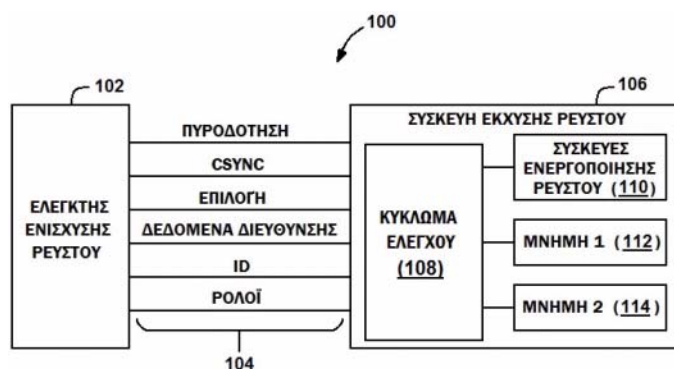 100
102
106
ΕΛΕΓΚΤΗΣ
ΕΝΙΣΧΥΣΗΣ
ΡΕΥΣΤΟΥ
ΠΥΡΟΔΟΤΗΣΗ
CSYNC
ΕΠΙΛΟΓΗ
ΔΕΔΟΜΕΝΑ ΔΙΕΥΘΥΝΣΗΣ
ID
ΡΟΛΟΪ
104
ΣΥΣΚΕΥΗ ΕΚΧΥΣΗΣ ΡΕΥΣΤΟΥ
ΚΥΚΛΩΜΑ
ΕΛΕΓΧΟΥ
(108)
ΣΥΣΚΕΥΕΣ
ΕΝΕΡΓΟΠΟΙΗΣΗΣ
ΡΕΥΣΤΟΥ (110)
ΜΝΗΜΗ 1 (112)
ΜΝΗΜΗ 2 (114)